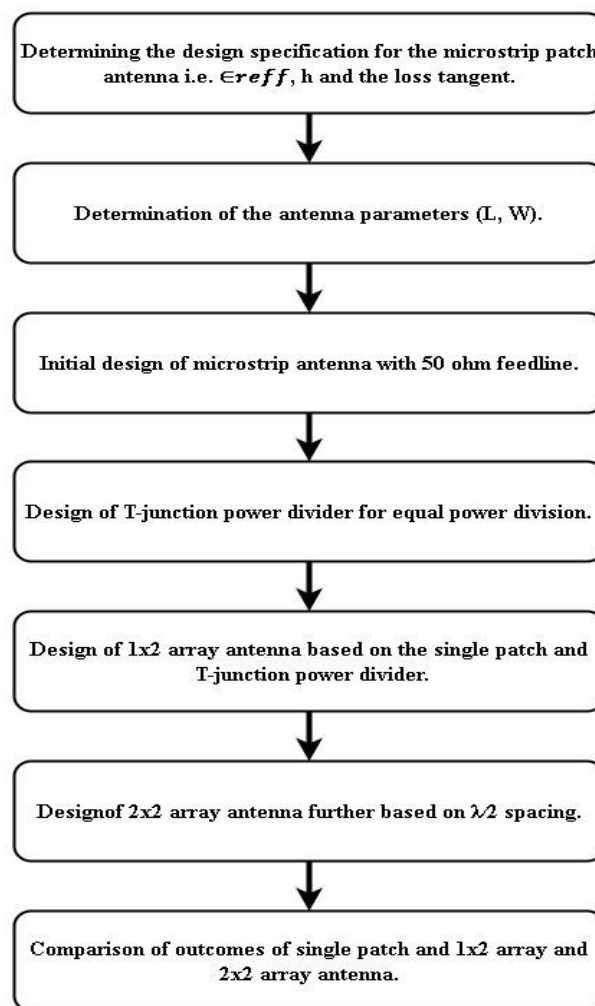 Determining the design specification for the microstrip patch
antenna i.e. ∈reff, h and the loss tangent.
Determination of the antenna parameters (L, W).
Initial design of microstrip antenna with 50 ohm feedline.
Design of T-junction power divider for equal power division.
Design of 1x2 array antenna based on the single patch and
T-junction power divider.
Designof 2x2 array antenna further based on λ/2 spacing.
Comparison of outcomes of single patch and 1x2 array and
2x2 array antenna.